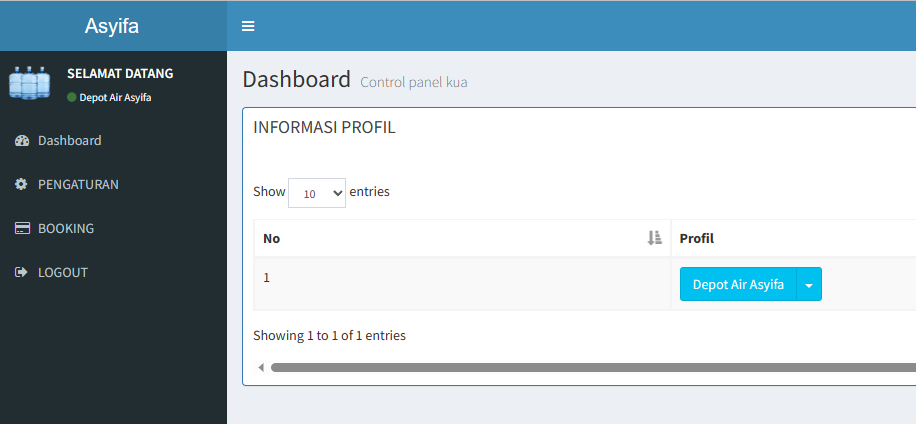 Asyifa
SELAMAT DATANG
Depot Air Asyifa
Dashboard
PENGATURAN
BOOKING
LOGOUT
Dashboard Control panel kua
INFORMASI PROFIL
Show 10 entries
No Profil
1 Depot Air Asyifa
Showing 1 to 1 of 1 entries